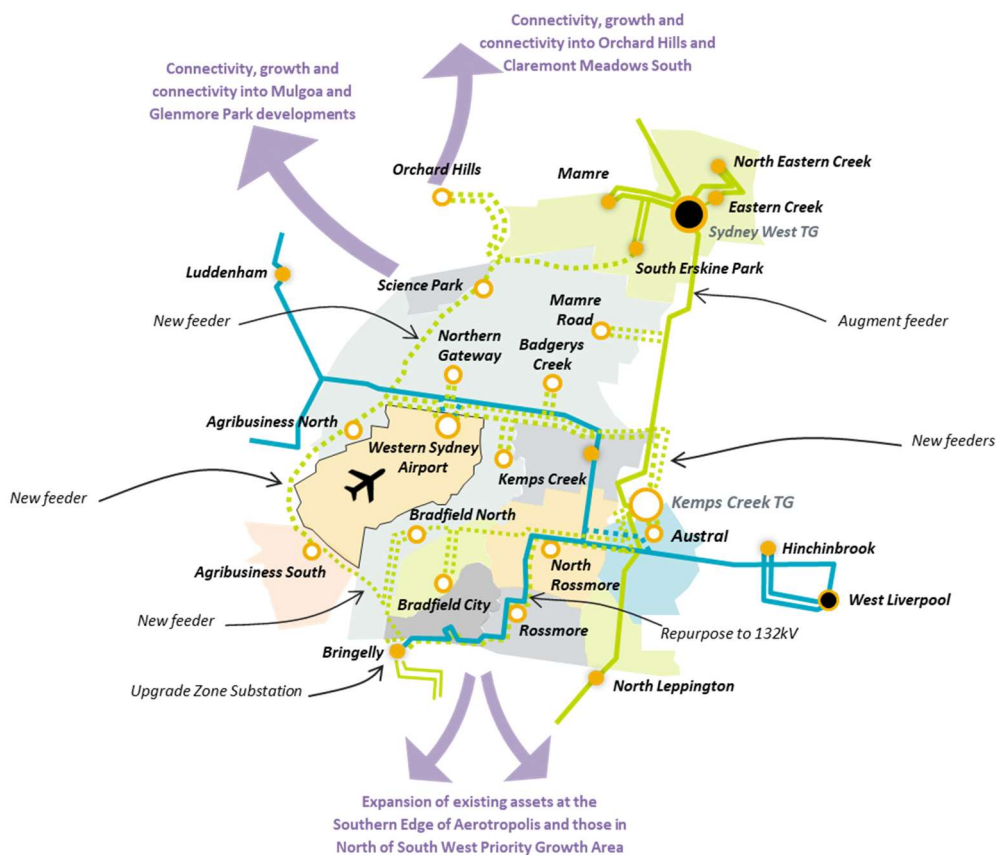 Connectivity, growth and
connectivity into Orchard Hills and
Claremont Meadows South
Connectivity, growth and
connectivity into Mulgoa and
Glenmore Park developments
Orchard Hills
Mamre
North Eastern Creek
Eastern Creek
Sydney West TG
South Erskine Park
Luddenham
Science Park
Mamre
Road
New feeder
Augment feeder
Northern
Gateway
Badgerys
Creek
Agribusiness North
Western Sydney
Airport
Kemps Creek
New feeders
New feeder
Kemps Creek TG
Bradfield North
Austral
Hinchinbrook
Agribusiness South
North
Rossmore
Bradfield City
West Liverpool
New feeder
Rossmore
Repurpose to 132kV
Bringelly
Upgrade Zone Substation
North Leppington
Expansion of existing assets at the
Southern Edge of Aerotropolis and those in
North of South West Priority Growth Area